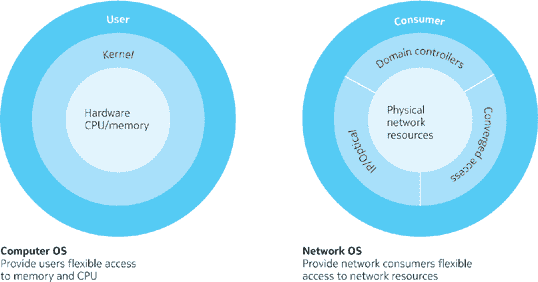 User
Kernel
Hardware
CPU/memory
Computer OS
Provide users flexible access
to memory and CPU
Consumer
Domain controllers
IP/Optical
Converged access
Physical
network
resources
Network OS
Provide network consumers flexible
access to network resources